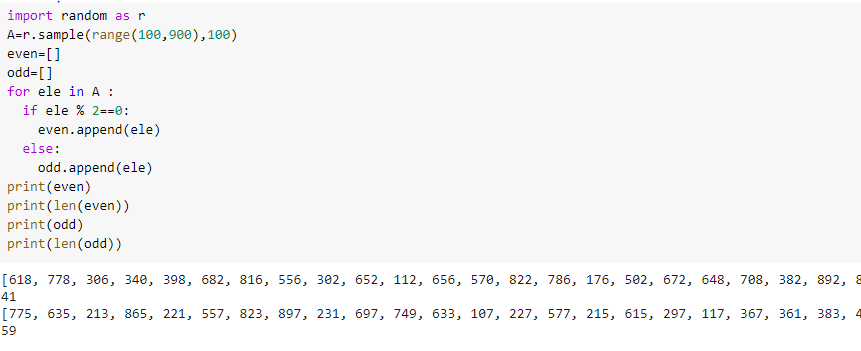 import random as r
A=r.sample(range(100,900),100)
even=[]
odd=[]
for ele in A :
  if ele % 2==0:
    even.append(ele)
  else:
    odd.append(ele)
print(even)
print(len(even))
print(odd)
print(len(odd))
[618, 778, 306, 340, 398, 682, 816, 556, 302, 652, 112, 656, 570, 822, 786, 176, 502, 672, 648, 708, 382, 892,
41
[775, 635, 213, 865, 221, 557, 823, 897, 231, 697, 749, 633, 107, 227, 577, 215, 615, 297, 117, 367, 361, 383,
59